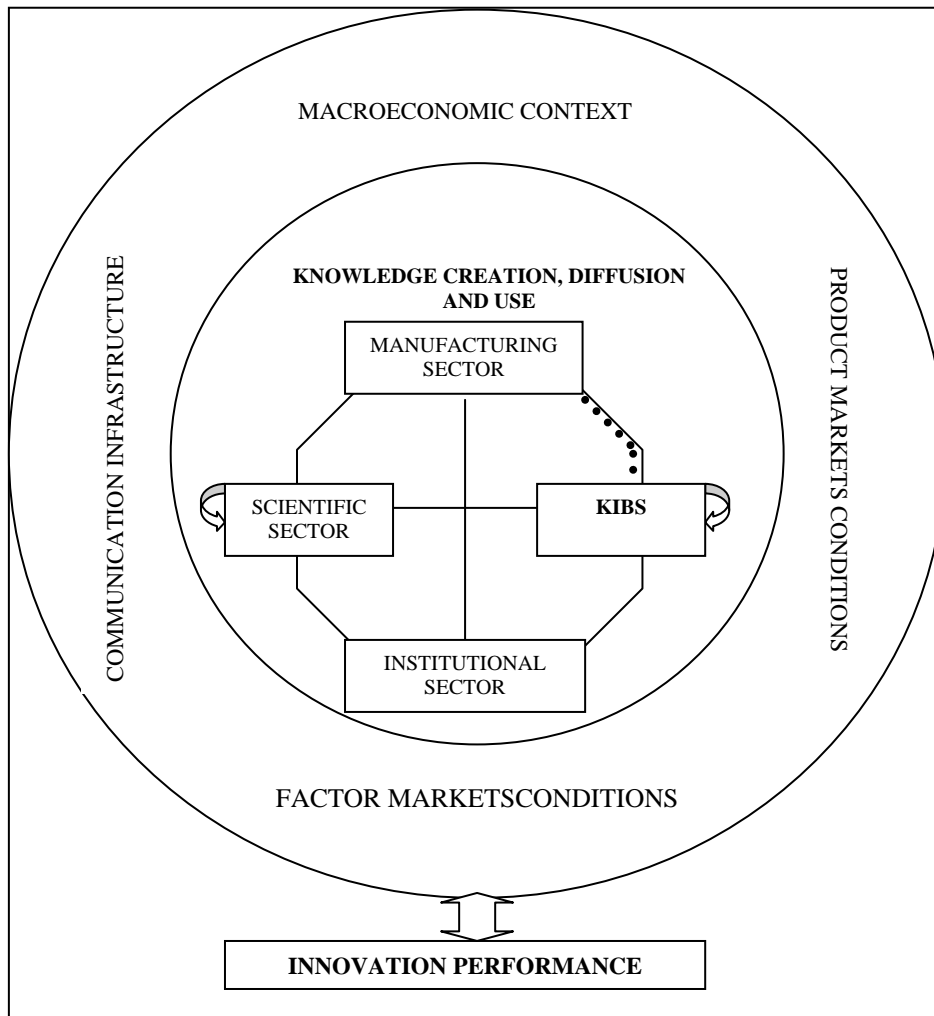 MACROECONOMIC CONTEXT
COMMUNICATION INFRASTRUCTURE
PRODUCT MARKETS CONDITIONS
KNOWLEDGE CREATION, DIFFUSION
AND USE
MANUFACTURING
SECTOR
SCIENTIFIC
SECTOR
KIBS
INSTITUTIONAL
SECTOR
FACTOR MARKETSCONDITIONS
INNOVATION PERFORMANCE